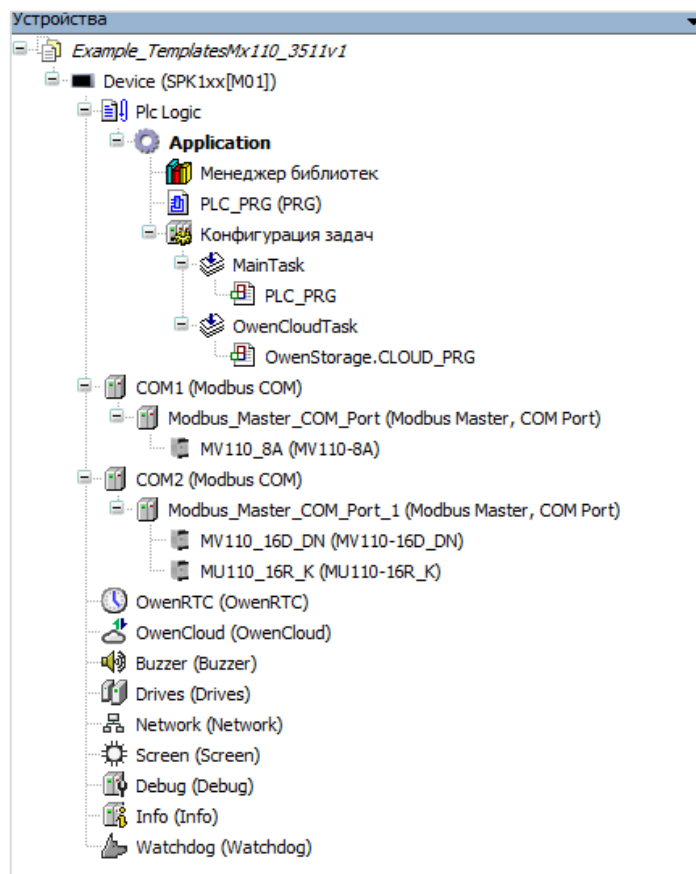 Устройства
Example_TemplatesMx110_3511v1
Device (SPK1xx[M01])
Plc Logic
Application
Менеджер библиотек
PLC_PRG (PRG)
Конфигурация задач
MainTask
PLC_PRG
OwenCloudTask
OwenStorage.CLOUD_PRG
COM1 (Modbus COM)
Modbus_Master_COM_Port (Modbus Master, COM Port)
MV110_8A (MV110-8A)
COM2 (Modbus COM)
Modbus_Master_COM_Port_1 (Modbus Master, COM Port)
MV110_16D_DN (MV110-16D_DN)
MU110_16R_K (MU110-16R_K)
OwenRTC (OwenRTC)
OwenCloud (OwenCloud)
Buzzer (Buzzer)
Drives (Drives)
Network (Network)
Screen (Screen)
Debug (Debug)
Info (Info)
Watchdog (Watchdog)